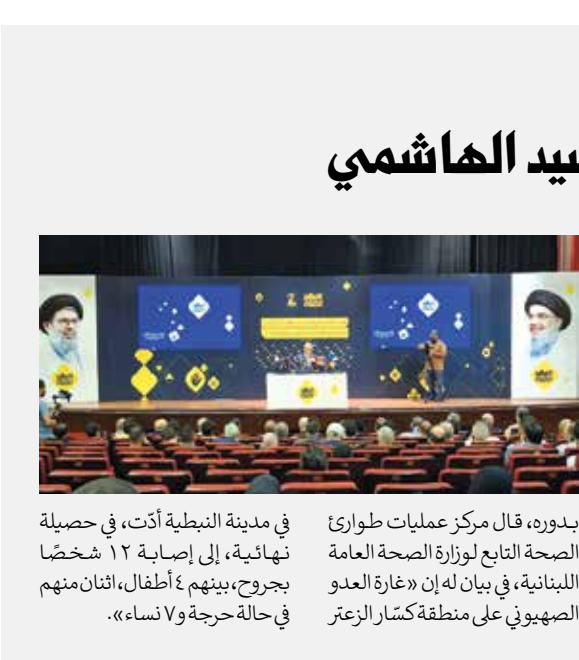 سيد الهاشمي
بدوره، قال مركز عمليات طوارئ
الصحة التابع لوزارة الصحة العامة
اللبنانية، في بيان له إن «غارة العدو
الصهيوني على منطقة كسّار الزعتر
في مدينة النبطية أدّت، في حصيلة
نهائية، إلى إصابة ١٢ شخصًا
بجروح، بينهم ٤ أطفال، اثنان منهم
في حالة حرجة و٧ نساء».